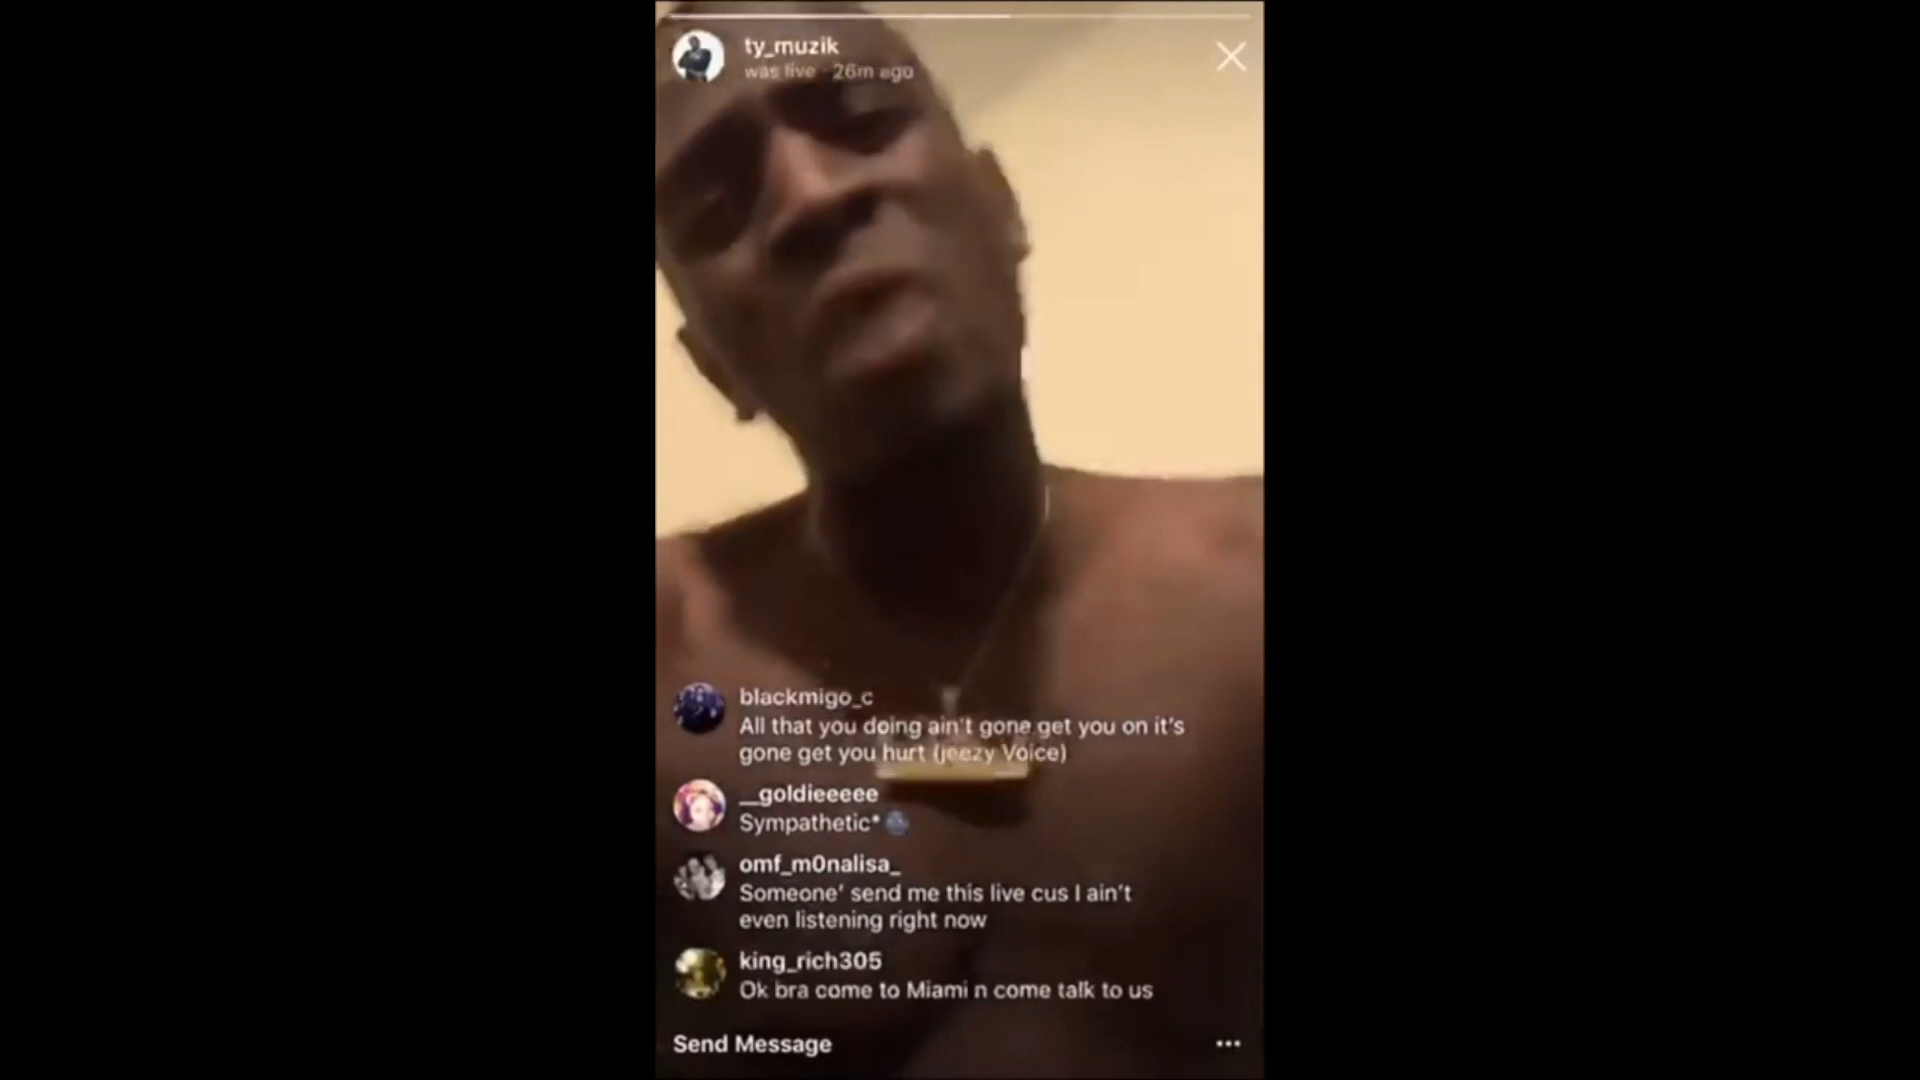 ty_muzik
was live · 26m ago
blackmigo_c
All that you doing ain't gone get you on it's
gone get you hurt (jeezy Voice)
__goldieeeee
Sympathetic*
omf_m0nalisa_
Someone' send me this live cus I ain't
even listening right now
king_rich305
Ok bra come to Miami n come talk to us
Send Message